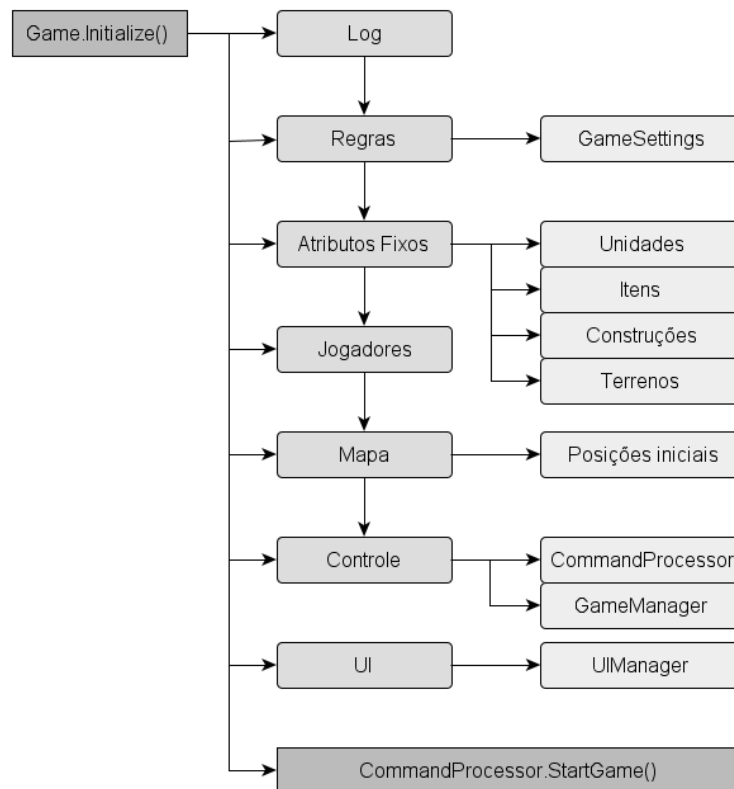 Game.Initialize()
Log
Regras
GameSettings
Atributos Fixos
Unidades
Itens
Construções
Terrenos
Jogadores
Mapa
Posições iniciais
Controle
CommandProcessor
GameManager
UI
UIManager
CommandProcessor.StartGame()